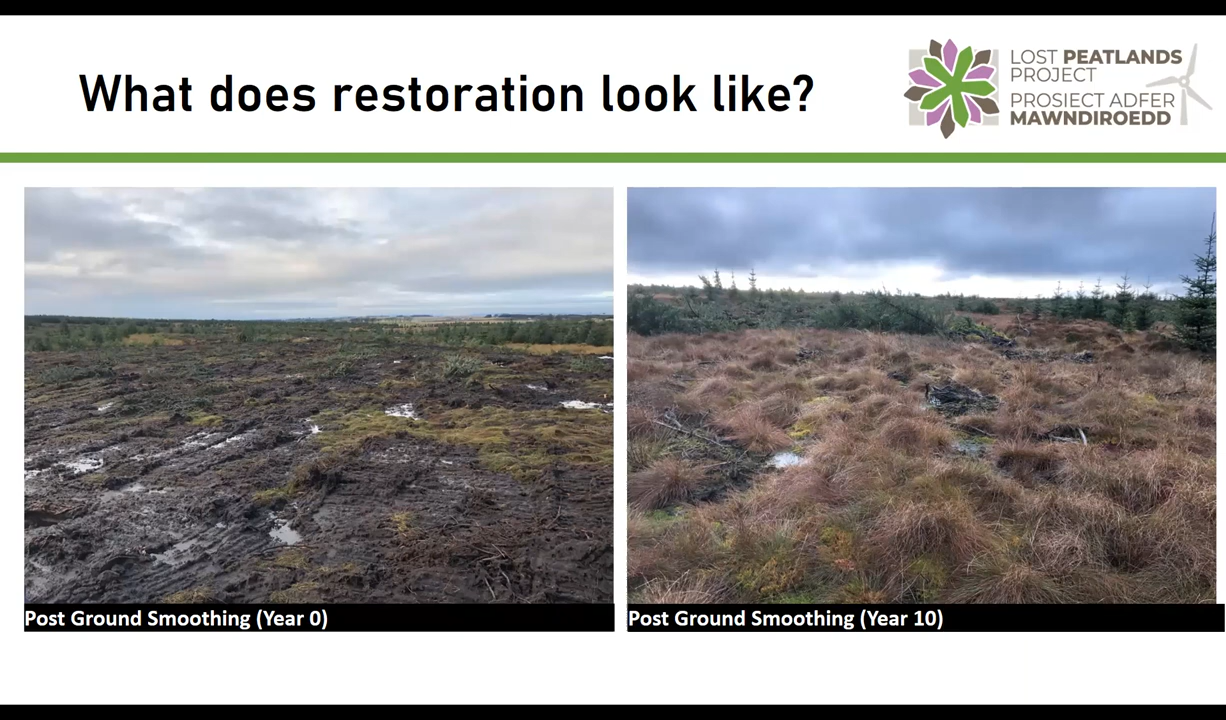 What does restoration look like?
LOST PEATLANDS
PROJECT
PROSIECT ADFER
MAWNDIROEDD
Post Ground Smoothing (Year 0)
Post Ground Smoothing (Year 10)